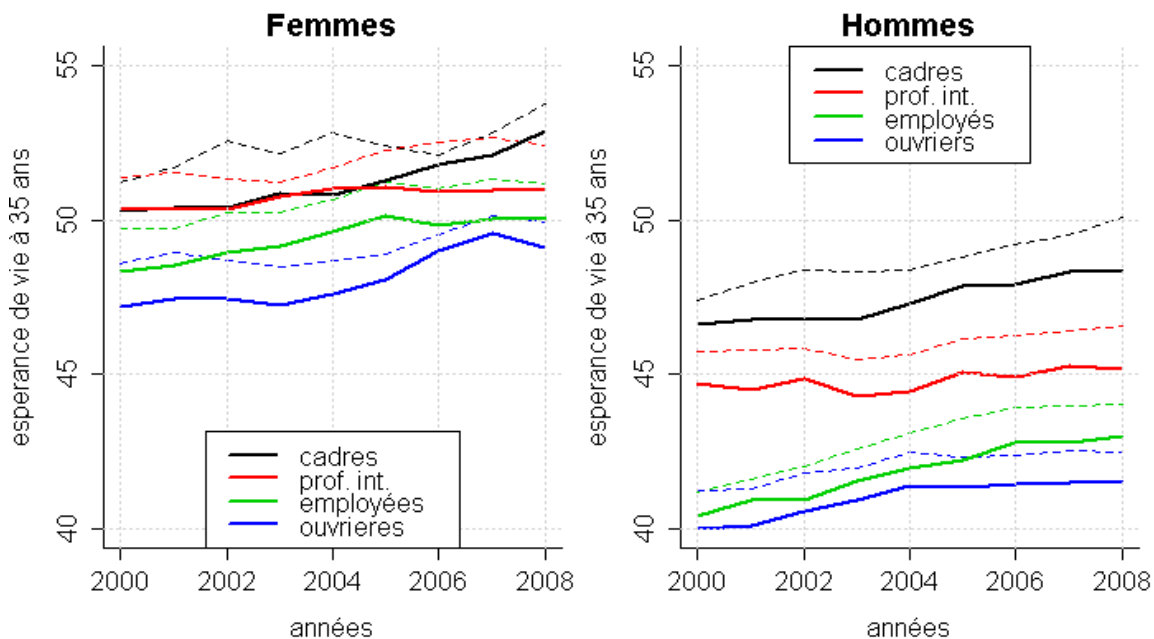 Femmes
esperance de vie à 35 ans
55
50
45
40
cadres
prof. int.
employées
ouvrieres
2000 2002 2004 2006 2008
années
Hommes
esperance de vie à 35 ans
55
50
45
40
cadres
prof. int.
employés
ouvriers
2000 2002 2004 2006 2008
années